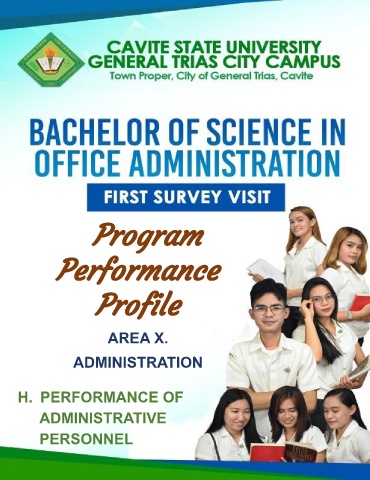 CAVITE STATE UNIVERSITY
GENERAL TRIAS CITY CAMPUS
Town Proper, City of General Trias, Cavite
BACHELOR OF SCIENCE IN
OFFICE ADMINISTRATION
FIRST SURVEY VISIT
Program
Performance
Profile
AREA X.
ADMINISTRATION
H. PERFORMANCE OF
ADMINISTRATIVE
PERSONNEL